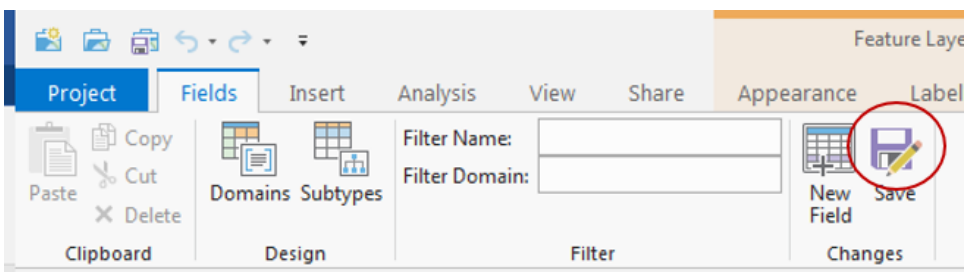 Feature Laye
Project Fields Insert Analysis View Share Appearance Label
Paste Copy Cut Delete
Domains Subtypes
Filter Name:
Filter Domain:
New Field
Save
Clipboard Design Filter Changes